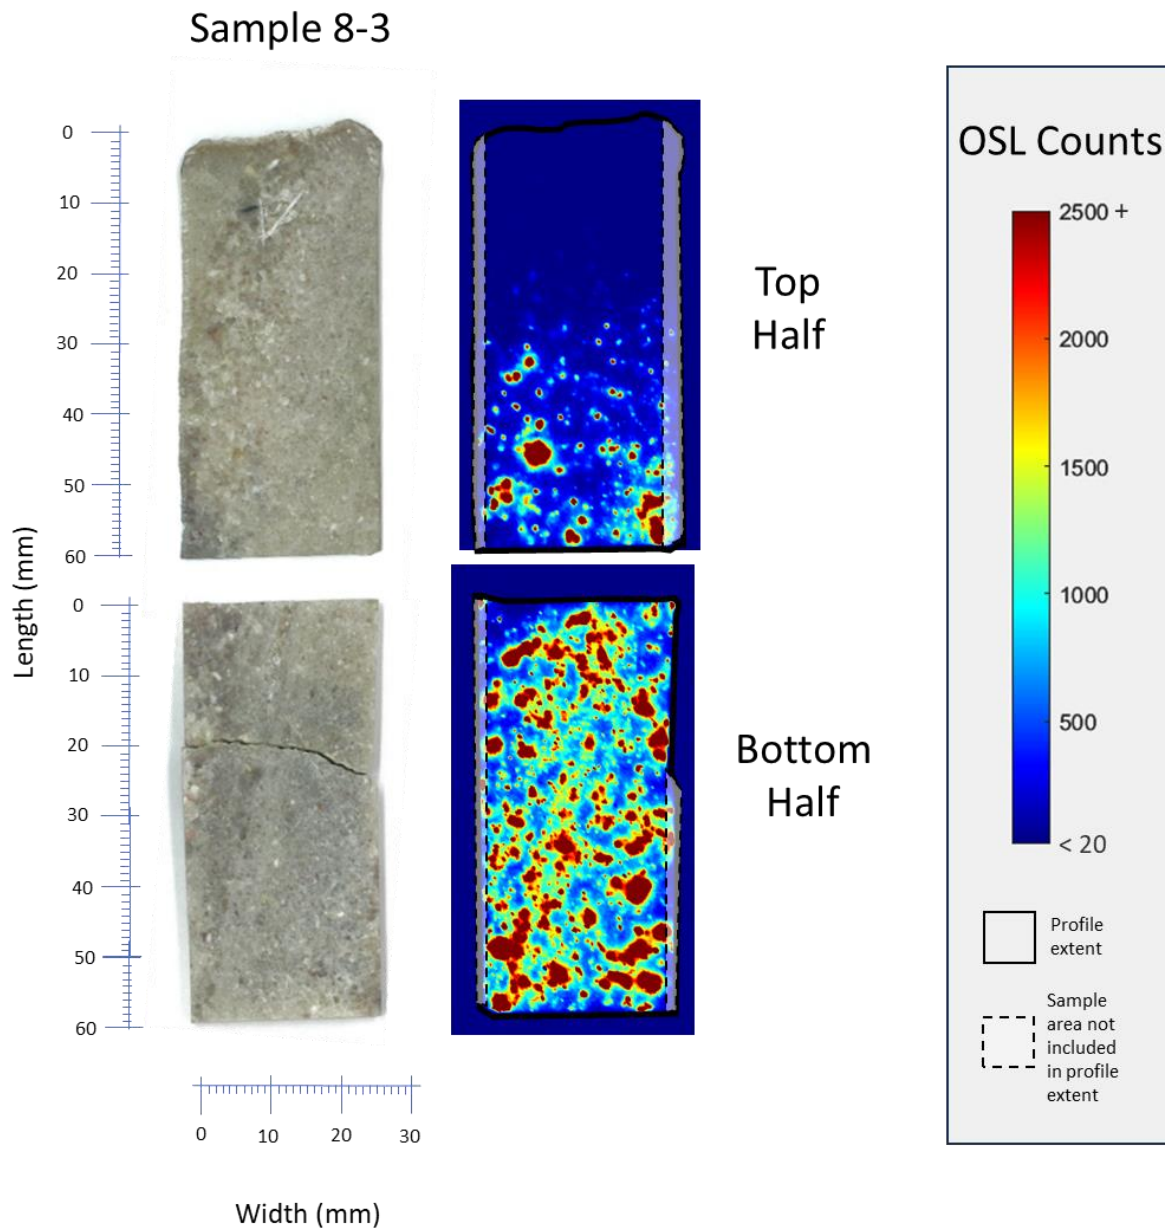 Sample 8-3
0
10
20
30
40
50
60
Top
Half
Length (mm)
0
10
20
30
40
50
60
Bottom
Half
0 10 20 30
Width (mm)
OSL Counts
2500 +
2000
1500
1000
500
< 20
Profile
extent
Sample
area not
included
in profile
extent